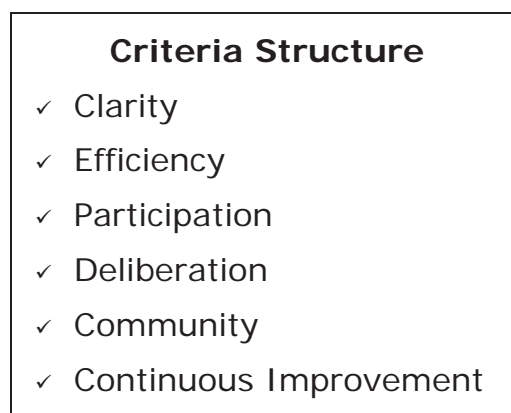 Criteria Structure
✓ Clarity
✓ Efficiency
✓ Participation
✓ Deliberation
✓ Community
✓ Continuous Improvement